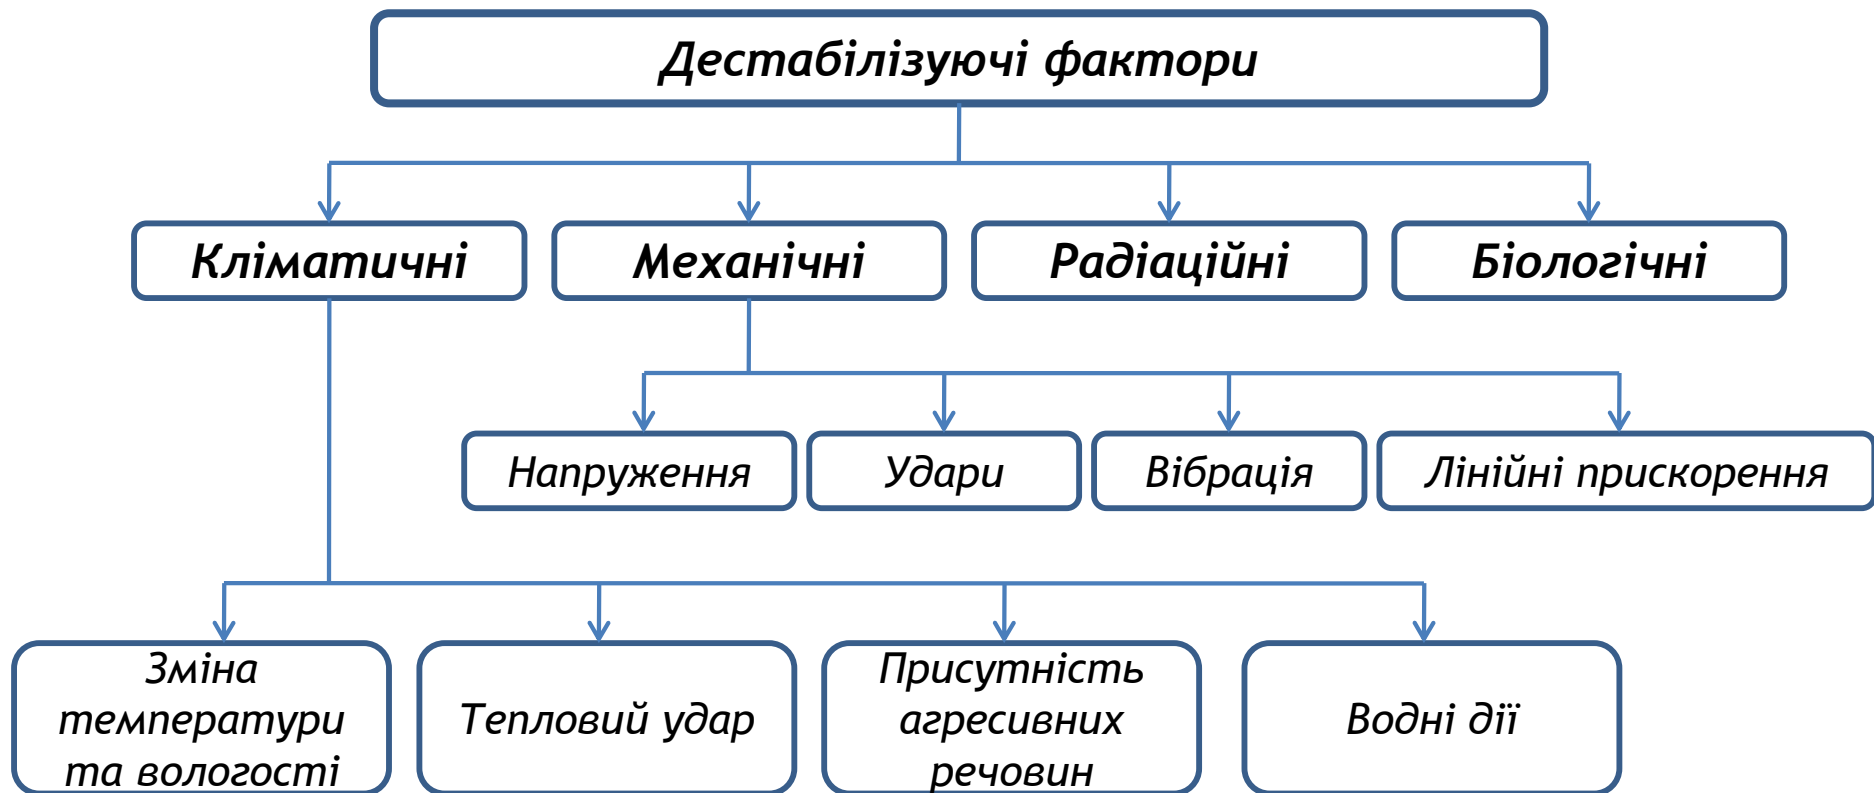 Дестабілізуючі фактори
Кліматичні
Механічні
Радіаційні
Біологічні
Напруження
Удари
Вібрація
Лінійні прискорення
Зміна
температури
та вологості
Тепловий удар
Присутність
агресивних
речовин
Водні дії